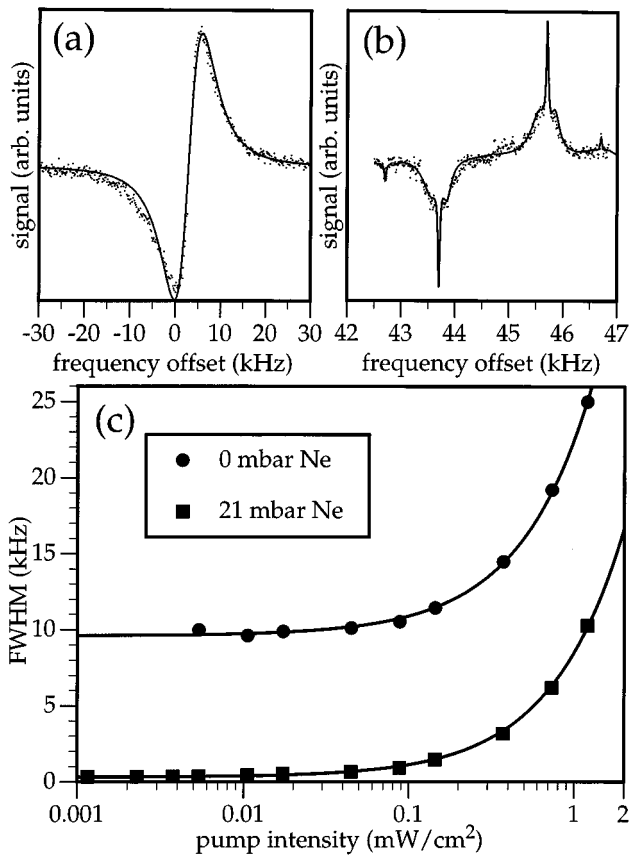 (a)
signal (arb. units)
-30 -20 -10 0 10 20 30
frequency offset (kHz)
(b)
signal (arb. units)
42 43 44 45 46 47
frequency offset (kHz)
(c)
0 mbar Ne
21 mbar Ne
FWHM (kHz)
25
20
15
10
5
0
0.001 0.01 0.1 1 2
pump intensity (mW/cm²)